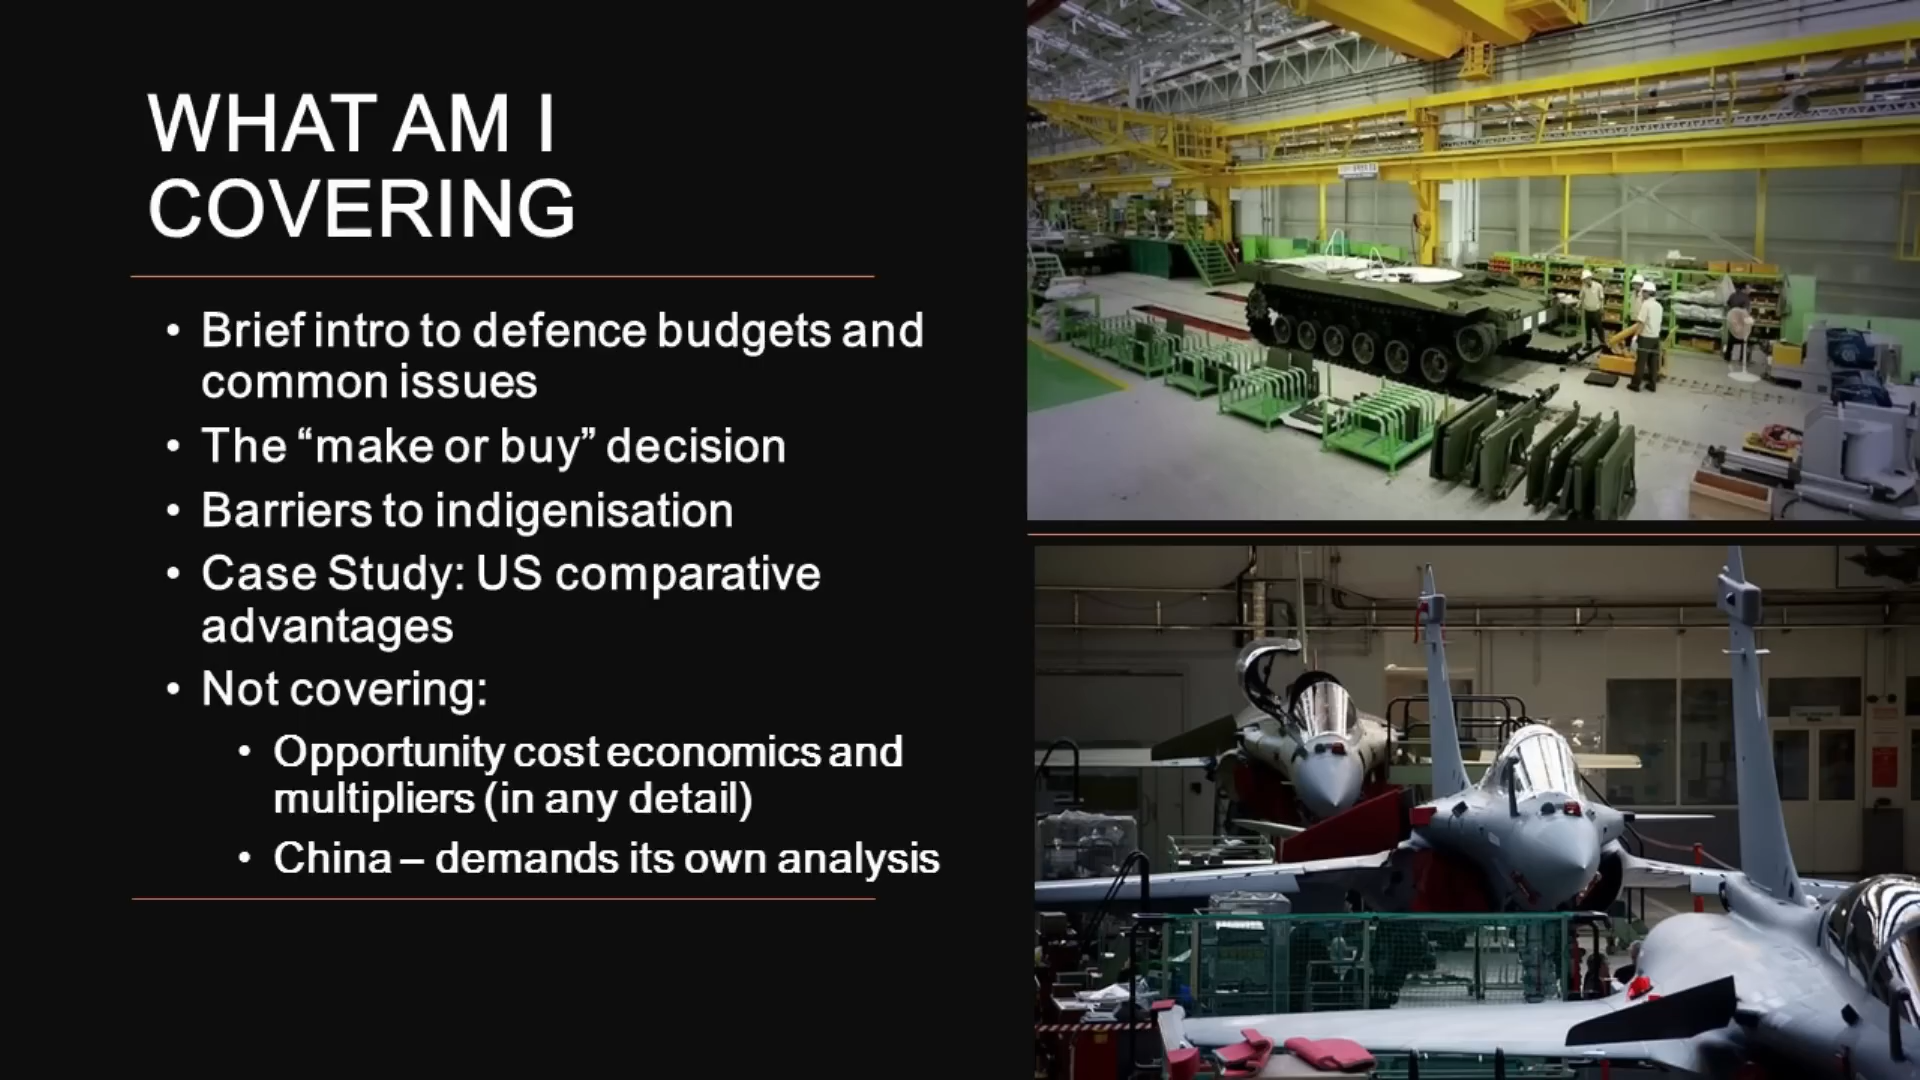 WHAT AM I
COVERING
• Brief intro to defence budgets and
common issues
• The “make or buy” decision
• Barriers to indigenisation
• Case Study: US comparative
advantages
• Not covering:
• Opportunity cost economics and
multipliers (in any detail)
• China – demands its own analysis